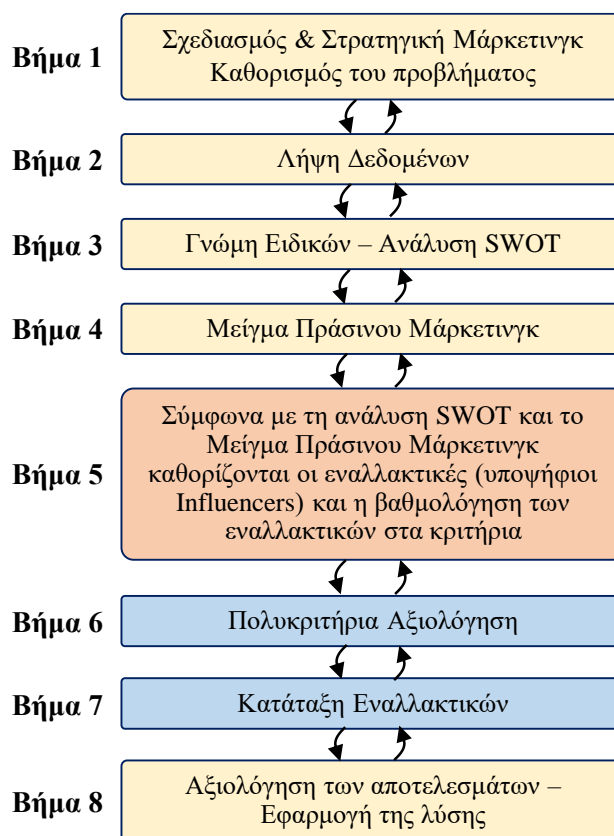 Βήμα 1
Σχεδιασμός & Στρατηγική Μάρκετινγκ
Καθορισμός του προβλήματος
Βήμα 2
Λήψη Δεδομένων
Βήμα 3
Γνώμη Ειδικών – Ανάλυση SWOT
Βήμα 4
Μείγμα Πράσινου Μάρκετινγκ
Βήμα 5
Σύμφωνα με τη ανάλυση SWOT και το
Μείγμα Πράσινου Μάρκετινγκ
καθορίζονται οι εναλλακτικές (υποψήφιοι
Influencers) και η βαθμολόγηση των
εναλλακτικών στα κριτήρια
Βήμα 6
Πολυκριτήρια Αξιολόγηση
Βήμα 7
Κατάταξη Εναλλακτικών
Βήμα 8
Αξιολόγηση των αποτελεσμάτων –
Εφαρμογή της λύσης